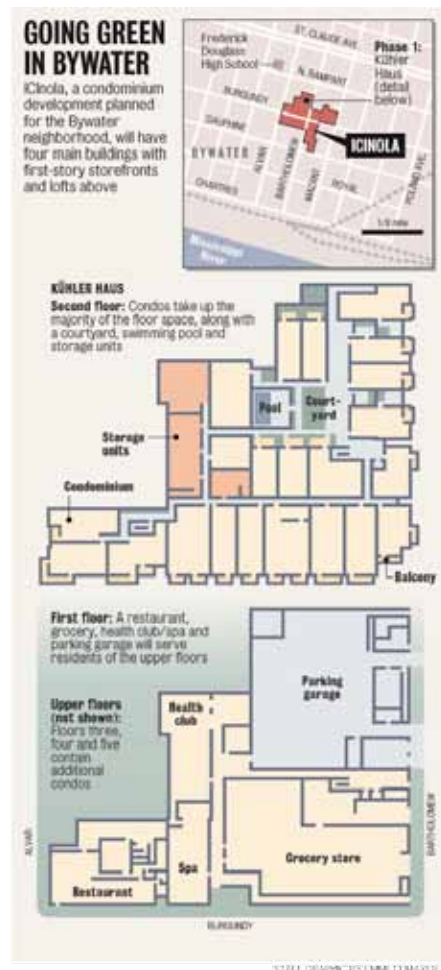 GOING GREEN
IN BYWATER
ICInola, a condominium
development planned
for the Bywater
neighborhood, will have
four main buildings with
first-story storefronts
and lofts above
Frederick
Douglass
High School
ST. CLAUDE AVE.
Phase 1:
Kühler
Haus
(detail
below)
N. RAMPART
BURGUNDY
DAUPHINE
ICINOLA
BYWATER
ALVAR
BARTHOLOMEW
MAZANT
ROYAL
POLAND AVE.
CHARTRES
Mississippi
River
KÜHLER HAUS
Second floor: Condos take up the
majority of the floor space, along with
a courtyard, swimming pool and
storage units
Pool
Court-
yard
Storage
units
Condominium
Balcony
First floor: A restaurant,
grocery, health club/spa and
parking garage will serve
residents of the upper floors
Parking
garage
Upper floors
(not shown):
Floors three,
four and five
contain
additional
condos
Health
club
ALVAR
BARTHOLOMEW
Spa
Grocery store
Restaurant
BURGUNDY
STAFF GRAPHIC BY EMMETT MAYER III